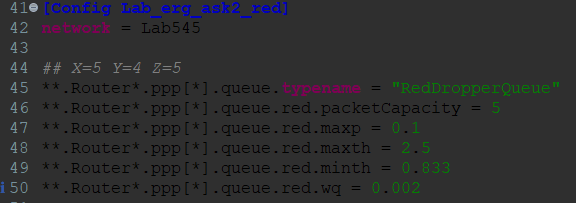 41 [Config Lab_erg_ask2_red]
42 network = Lab545
43
44 ## X=5 Y=4 Z=5
45 **.Router*.ppp[*].queue.typename = "RedDropperQueue"
46 **.Router*.ppp[*].queue.red.packetCapacity = 5
47 **.Router*.ppp[*].queue.red.maxp = 0.1
48 **.Router*.ppp[*].queue.red.maxth = 2.5
49 **.Router*.ppp[*].queue.red.minth = 0.833
50 **.Router*.ppp[*].queue.red.wq = 0.002